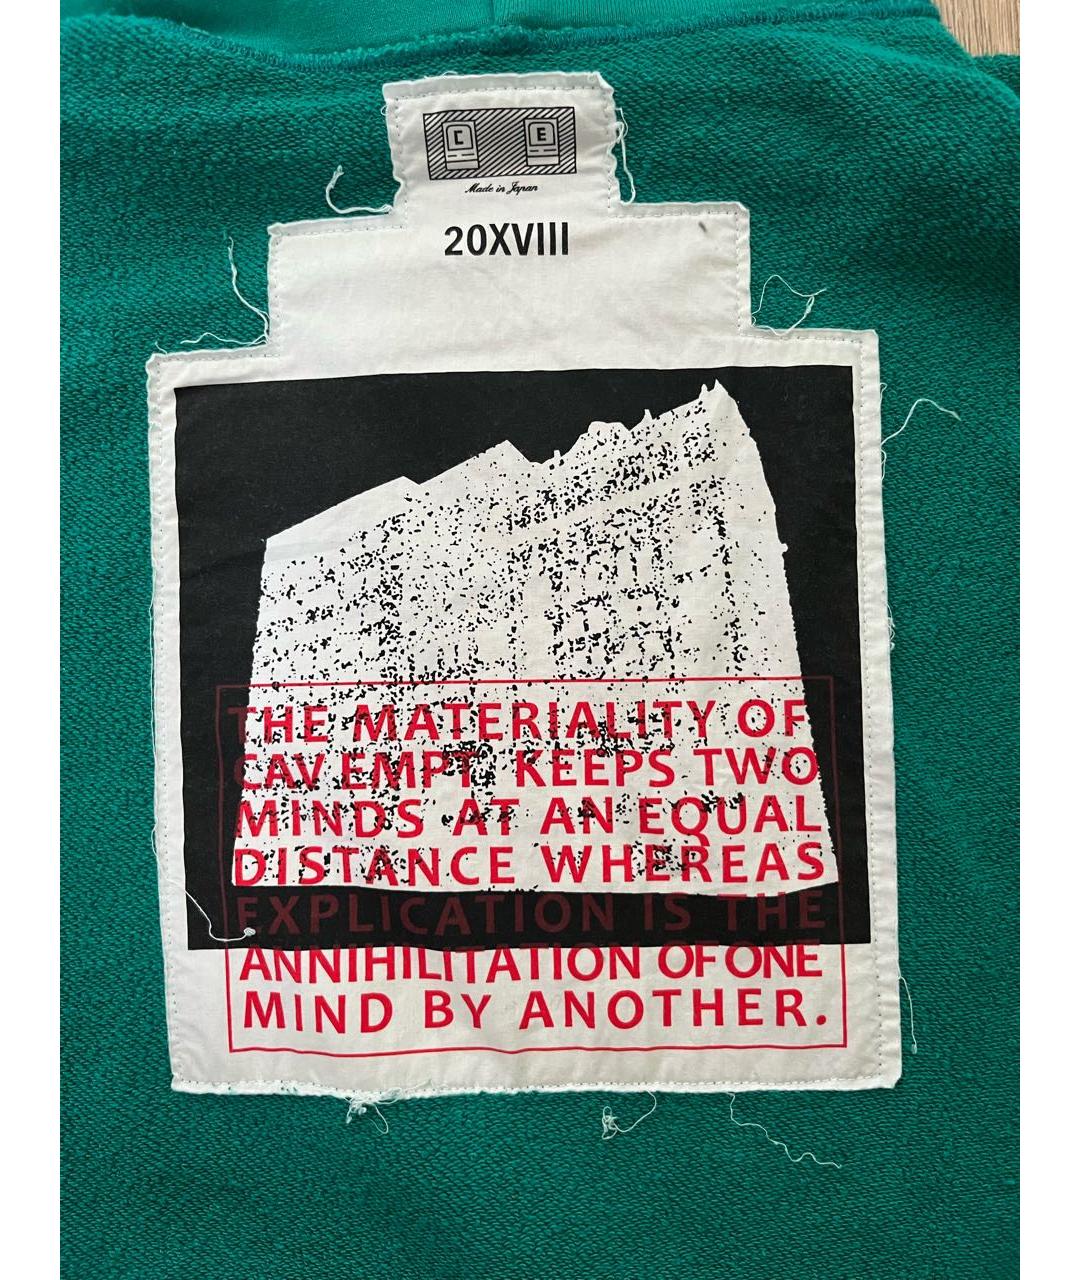 C E
Made in Japan
20XVIII
THE MATERIALITY OF
CAV EMPT KEEPS TWO
MINDS AT AN EQUAL
DISTANCE WHEREAS
EXPLICATION IS THE
ANNIHILITATION OF ONE
MIND BY ANOTHER.